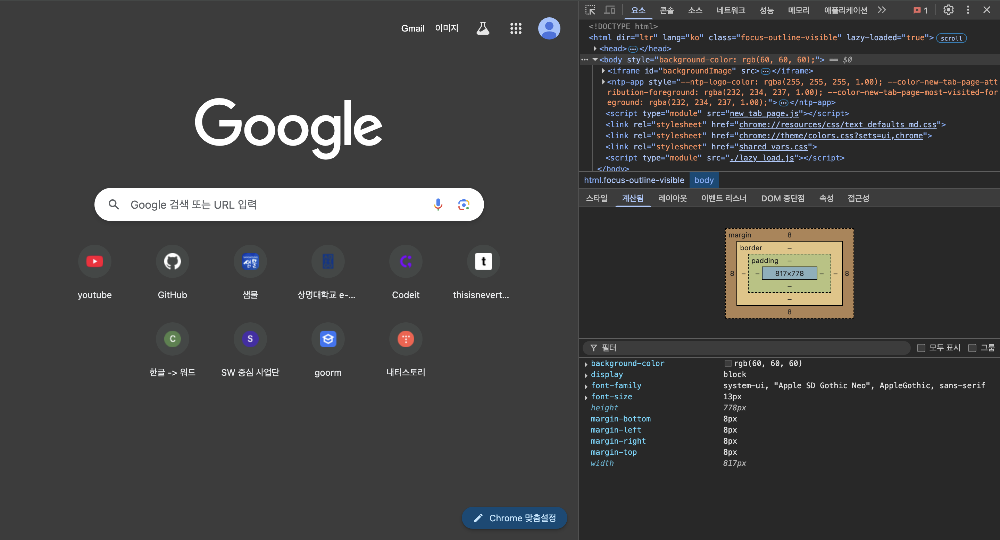 Gmail 이미지
Google
Google 검색 또는 URL 입력
youtube
GitHub
샘물
상명대학교 e-...
Codeit
t
thisisnevert...
C
한글 -> 워드
S
SW 중심 사업단
goorm
내티스토리
Chrome 맞춤설정
요소 콘솔 소스 네트워크 성능 메모리 애플리케이션 1
<!DOCTYPE html>
<html dir="ltr" lang="ko" class="focus-outline-visible" lazy-loaded="true"> scroll
<head>…</head>
… <body style="background-color: rgb(60, 60, 60);"> == $0
<iframe id="backgroundImage" src>…</iframe>
<ntp-app style="--ntp-logo-color: rgba(255, 255, 255, 1.00); --color-new-tab-page-att
ribution-foreground: rgba(232, 234, 237, 1.00); --color-new-tab-page-most-visited-for
eground: rgba(232, 234, 237, 1.00);">…</ntp-app>
<script type="module" src="new_tab_page.js"></script>
<link rel="stylesheet" href="chrome://resources/css/text_defaults_md.css">
<link rel="stylesheet" href="chrome://theme/colors.css?sets=ui,chrome">
<link rel="stylesheet" href="shared_vars.css">
<script type="module" src="./lazy_load.js"></script>
</body>
html.focus-outline-visible body
스타일 계산됨 레이아웃 이벤트 리스너 DOM 중단점 속성 접근성
margin 8
border –
padding –
8 – – 817×778 – – 8
–
–
8
필터 모두 표시 그룹
background-color rgb(60, 60, 60)
display block
font-family system-ui, "Apple SD Gothic Neo", AppleGothic, sans-serif
font-size 13px
height 778px
margin-bottom 8px
margin-left 8px
margin-right 8px
margin-top 8px
width 817px